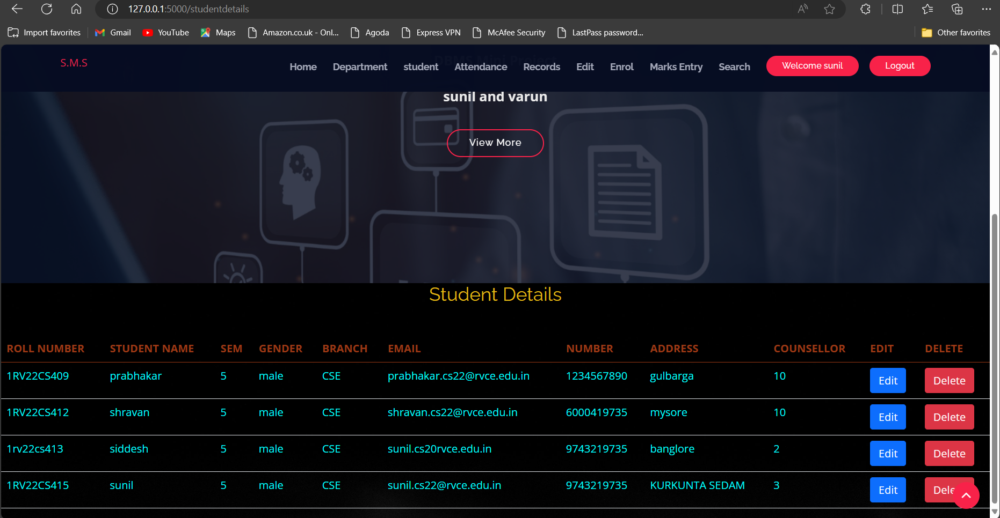 127.0.0.1:5000/studentdetails
Import favorites Gmail YouTube Maps Amazon.co.uk - Onl... Agoda Express VPN McAfee Security LastPass password... Other favorites
S.M.S Home Department student Attendance Records Edit Enrol Marks Entry Search Welcome sunil Logout
DBMS Mini Project
sunil and varun
View More
Student Details
ROLL NUMBER STUDENT NAME SEM GENDER BRANCH EMAIL NUMBER ADDRESS COUNSELLOR EDIT DELETE
1RV22CS409 prabhakar 5 male CSE prabhakar.cs22@rvce.edu.in 1234567890 gulbarga 10 Edit Delete
1RV22CS412 shravan 5 male CSE shravan.cs22@rvce.edu.in 6000419735 mysore 10 Edit Delete
1rv22cs413 siddesh 5 male CSE sunil.cs20rvce.edu.in 9743219735 banglore 2 Edit Delete
1RV22CS415 sunil 5 male CSE sunil.cs22@rvce.edu.in 9743219735 KURKUNTA SEDAM 3 Edit Dele